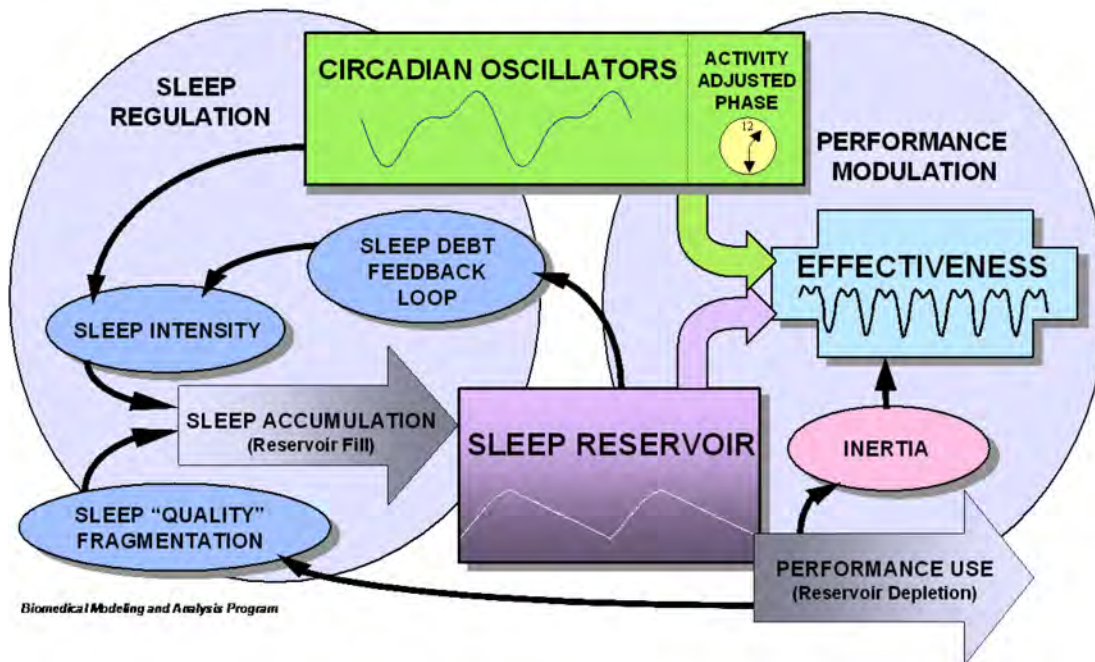 SLEEP
REGULATION
CIRCADIAN OSCILLATORS
ACTIVITY
ADJUSTED
PHASE
12
PERFORMANCE
MODULATION
SLEEP DEBT
FEEDBACK
LOOP
EFFECTIVENESS
SLEEP INTENSITY
SLEEP ACCUMULATION
(Reservoir Fill)
SLEEP RESERVOIR
INERTIA
SLEEP “QUALITY”
FRAGMENTATION
PERFORMANCE USE
(Reservoir Depletion)
Biomedical Modeling and Analysis Program